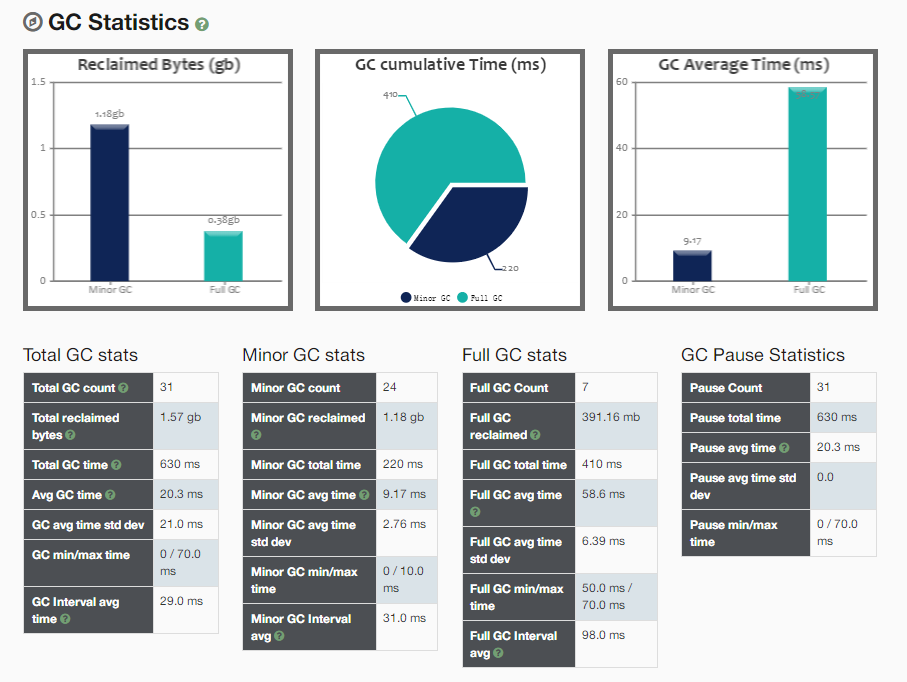 GC Statistics ?
Reclaimed Bytes (gb)
1.5
1
0.5
0
1.18gb
0.38gb
Minor GC
Full GC
GC cumulative Time (ms)
410
220
Minor GC
Full GC
GC Average Time (ms)
60
40
20
0
9.17
Minor GC
Full GC
Total GC stats
Total GC count ? 31
Total reclaimed 1.57 gb
bytes ?
Total GC time ? 630 ms
Avg GC time ? 20.3 ms
GC avg time std dev 21.0 ms
GC min/max time 0 / 70.0
ms
GC Interval avg 29.0 ms
time ?
Minor GC stats
Minor GC count 24
Minor GC reclaimed 1.18 gb
?
Minor GC total time 220 ms
Minor GC avg time ? 9.17 ms
Minor GC avg time 2.76 ms
std dev
Minor GC min/max 0 / 10.0
time ms
Minor GC Interval 31.0 ms
avg ?
Full GC stats
Full GC Count 7
Full GC 391.16 mb
reclaimed ?
Full GC total time 410 ms
Full GC avg time 58.6 ms
?
Full GC avg time 6.39 ms
std dev
Full GC min/max 50.0 ms /
time 70.0 ms
Full GC Interval 98.0 ms
avg ?
GC Pause Statistics
Pause Count 31
Pause total time 630 ms
Pause avg time ? 20.3 ms
Pause avg time std 0.0
dev
Pause min/max 0 / 70.0
time ms